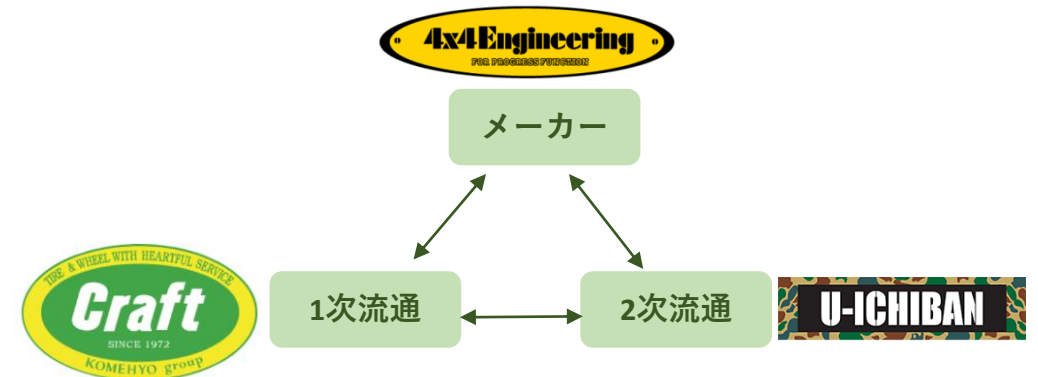 4x4Engineering
FOR PROGRESS FUNCTION
メーカー
TIRE & WHEEL WITH HEARTFUL SERVICE
Craft
SINCE 1972
KOMEHYO group
1次流通
2次流通
U-ICHIBAN